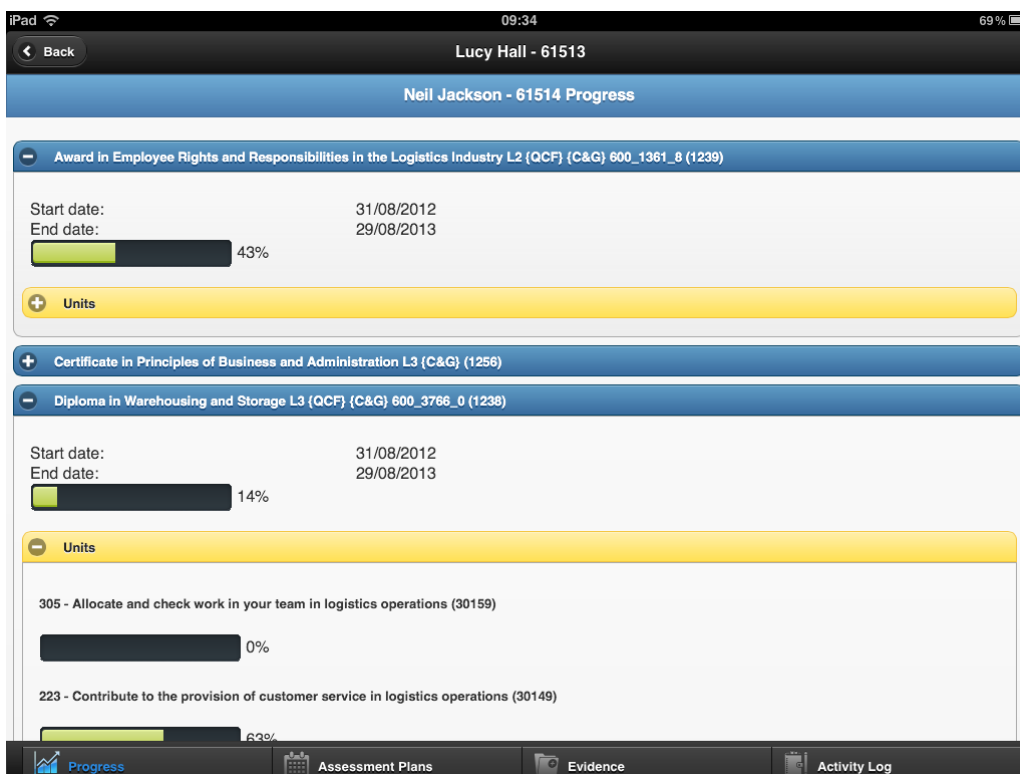 iPad 09:34 69%
Back Lucy Hall - 61513
Neil Jackson - 61514 Progress
Award in Employee Rights and Responsibilities in the Logistics Industry L2 {QCF} {C&G} 600_1361_8 (1239)
Start date: 31/08/2012
End date: 29/08/2013
43%
Units
Certificate in Principles of Business and Administration L3 {C&G} (1256)
Diploma in Warehousing and Storage L3 {QCF} {C&G} 600_3766_0 (1238)
Start date: 31/08/2012
End date: 29/08/2013
14%
Units
305 - Allocate and check work in your team in logistics operations (30159)
0%
223 - Contribute to the provision of customer service in logistics operations (30149)
63%
Progress Assessment Plans Evidence Activity Log